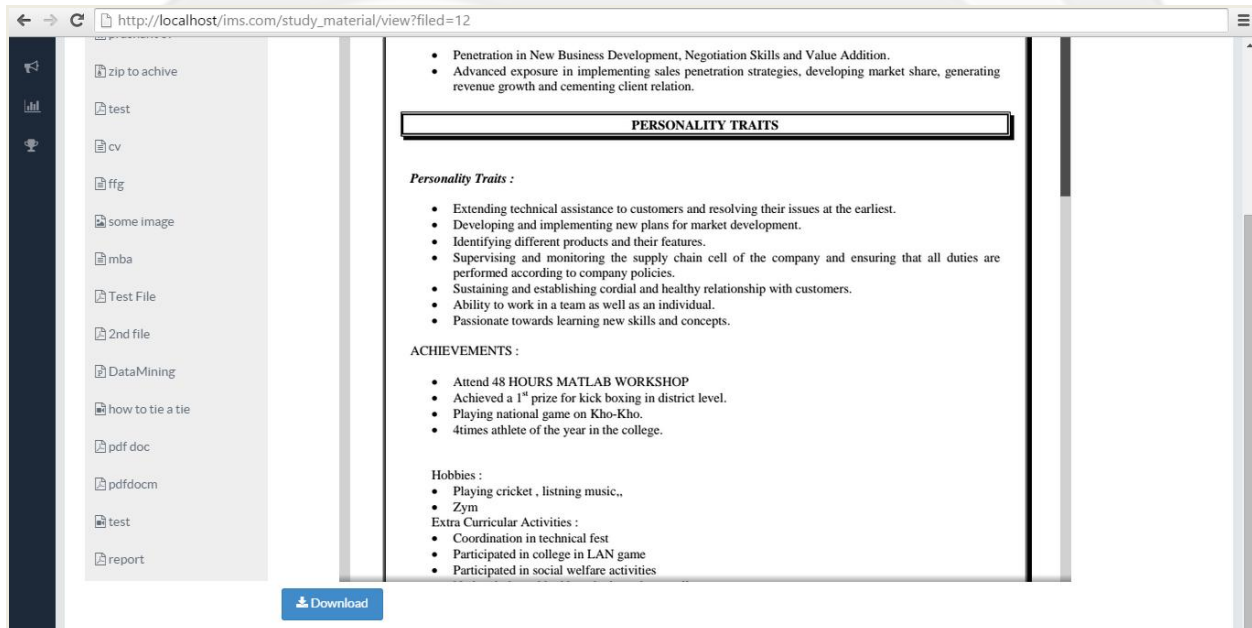 http://localhost/ims.com/study_material/view?filed=12
zip to achive
test
cv
ffg
some image
mba
Test File
2nd file
DataMining
how to tie a tie
pdf doc
pdfdocm
test
report
• Penetration in New Business Development, Negotiation Skills and Value Addition.
• Advanced exposure in implementing sales penetration strategies, developing market share, generating
revenue growth and cementing client relation.
PERSONALITY TRAITS
Personality Traits :
• Extending technical assistance to customers and resolving their issues at the earliest.
• Developing and implementing new plans for market development.
• Identifying different products and their features.
• Supervising and monitoring the supply chain cell of the company and ensuring that all duties are
performed according to company policies.
• Sustaining and establishing cordial and healthy relationship with customers.
• Ability to work in a team as well as an individual.
• Passionate towards learning new skills and concepts.
ACHIEVEMENTS :
• Attend 48 HOURS MATLAB WORKSHOP
• Achieved a 1st prize for kick boxing in district level.
• Playing national game on Kho-Kho.
• 4times athlete of the year in the college.
Hobbies :
• Playing cricket , listning music,,
• Zym
Extra Curricular Activities :
• Coordination in technical fest
• Participated in college in LAN game
• Participated in social welfare activities
Download